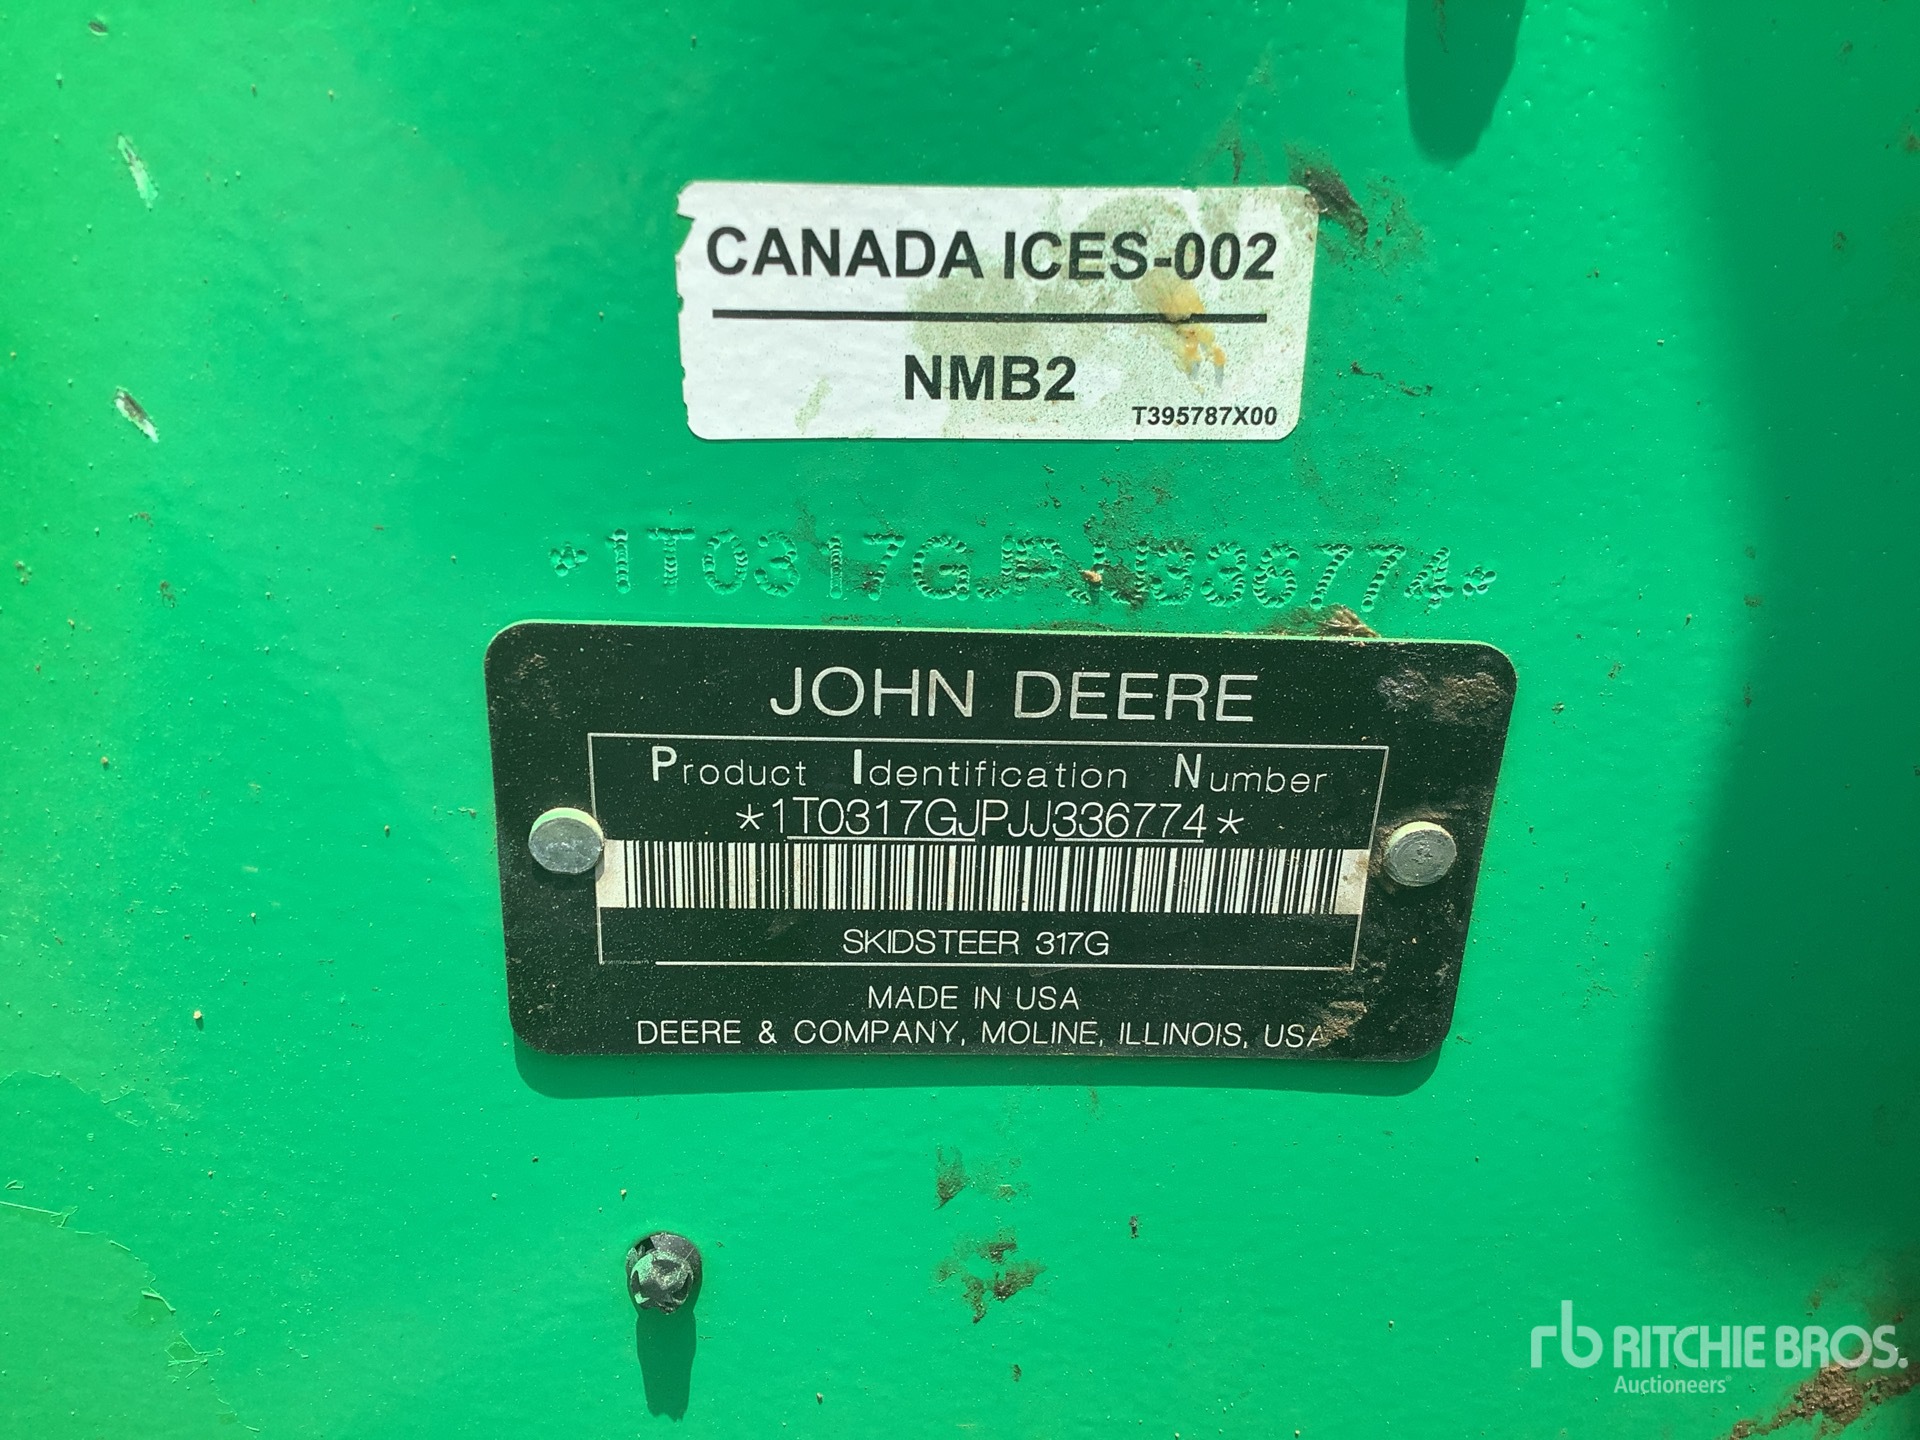 CANADA ICES-002
NMB2
T395787X00
*1T0317GJPJJ336774*
JOHN DEERE
Product Identification Number
*1T0317GJPJJ336774*
SKIDSTEER 317G
MADE IN USA
DEERE & COMPANY, MOLINE, ILLINOIS, USA
rb RITCHIE BROS.
Auctioneers